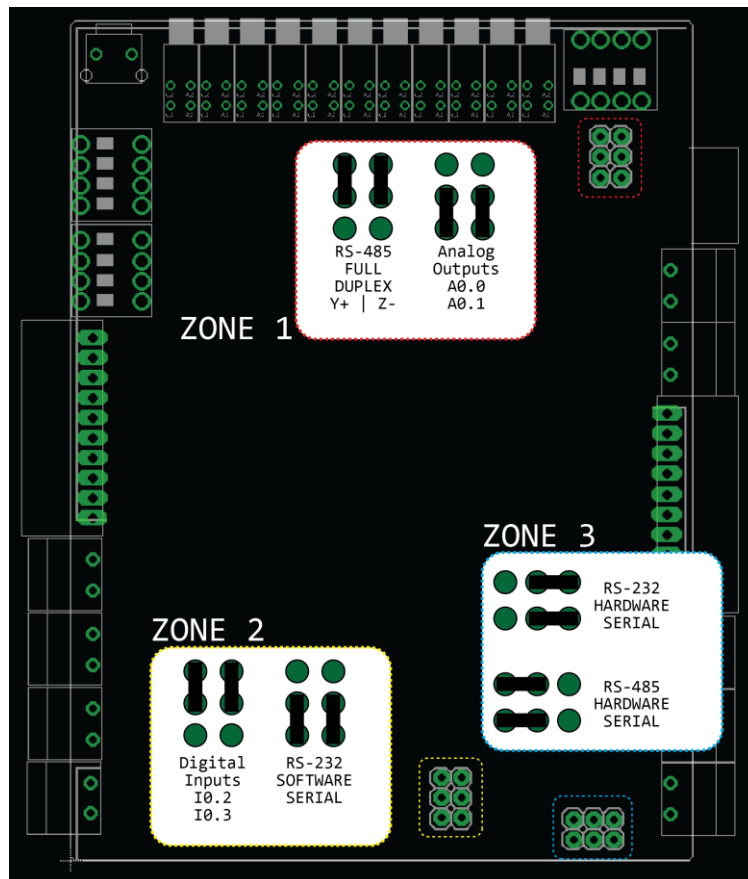 RS-485
FULL
DUPLEX
Y+ | Z-
Analog
Outputs
A0.0
A0.1
ZONE 1
ZONE 3
RS-232
HARDWARE
SERIAL
RS-485
HARDWARE
SERIAL
ZONE 2
Digital
Inputs
I0.2
I0.3
RS-232
SOFTWARE
SERIAL